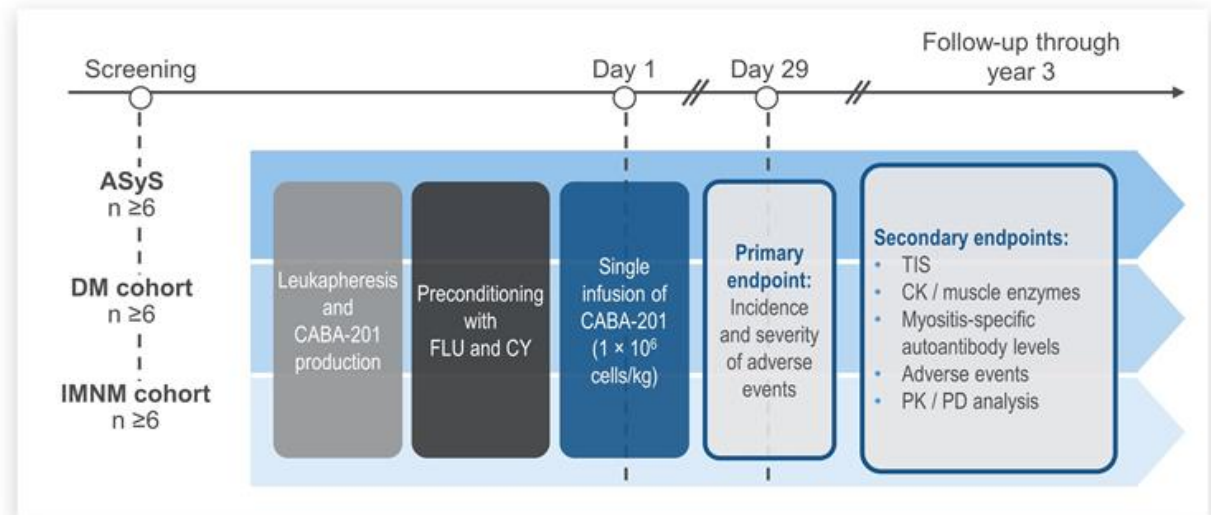 Screening
Day 1
Day 29
Follow-up through
year 3
ASyS
n ≥6
DM cohort
n ≥6
IMNM cohort
n ≥6
Leukapheresis
and
CABA-201
production
Preconditioning
with
FLU and CY
Single
infusion of
CABA-201
(1 × 10⁶
cells/kg)
Primary
endpoint:
Incidence
and severity
of adverse
events
Secondary endpoints:
• TIS
• CK / muscle enzymes
• Myositis-specific
autoantibody levels
• Adverse events
• PK / PD analysis